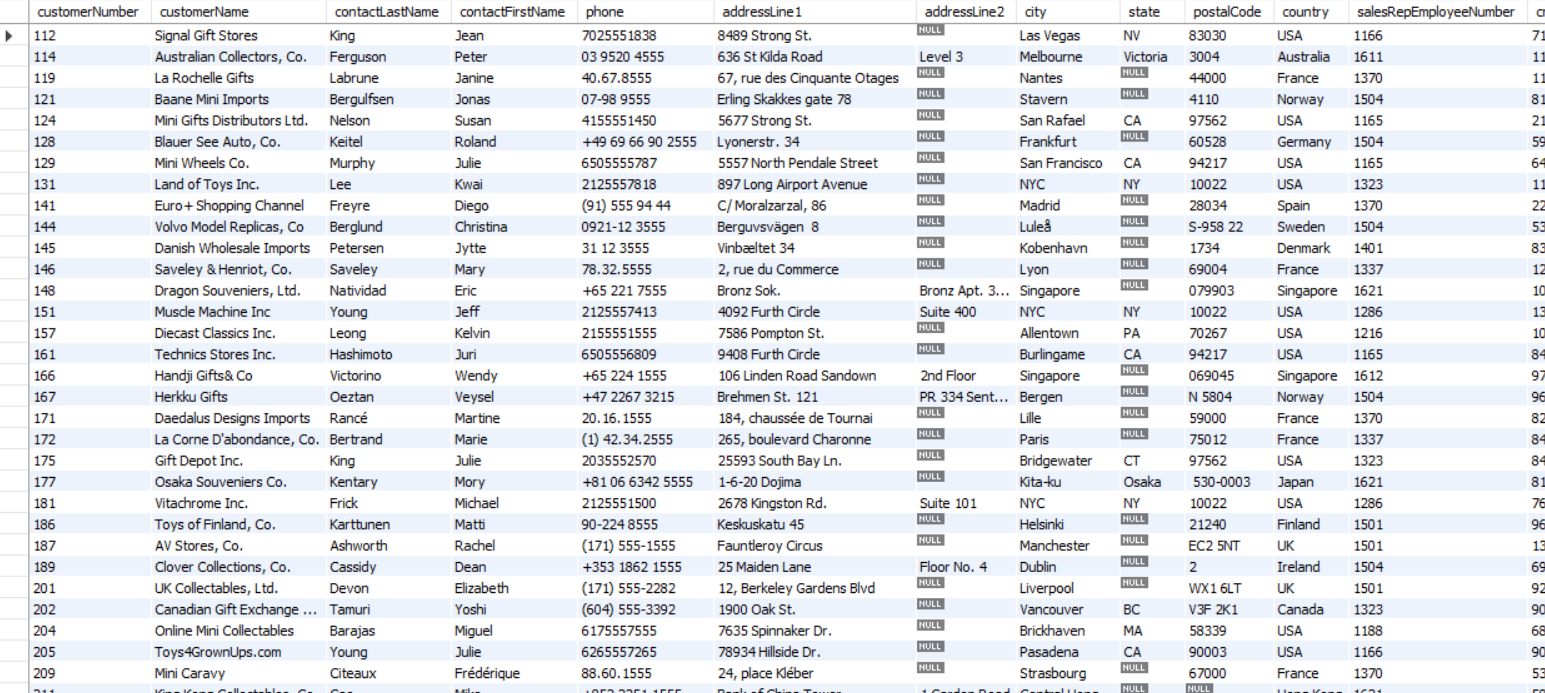 customerNumber customerName contactLastName contactFirstName phone addressLine1 addressLine2 city state postalCode country salesRepEmployeeNumber
112 Signal Gift Stores King Jean 7025551838 8489 Strong St. NULL Las Vegas NV 83030 USA 1166 71
114 Australian Collectors, Co. Ferguson Peter 03 9520 4555 636 St Kilda Road Level 3 Melbourne Victoria 3004 Australia 1611 11
119 La Rochelle Gifts Labrune Janine 40.67.8555 67, rue des Cinquante Otages NULL Nantes NULL 44000 France 1370 11
121 Baane Mini Imports Bergulfsen Jonas 07-98 9555 Erling Skakkes gate 78 NULL Stavern NULL 4110 Norway 1504 81
124 Mini Gifts Distributors Ltd. Nelson Susan 4155551450 5677 Strong St. NULL San Rafael CA 97562 USA 1165 21
128 Blauer See Auto, Co. Keitel Roland +49 69 66 90 2555 Lyonerstr. 34 NULL Frankfurt NULL 60528 Germany 1504 59
129 Mini Wheels Co. Murphy Julie 6505555787 5557 North Pendale Street NULL San Francisco CA 94217 USA 1165 64
131 Land of Toys Inc. Lee Kwai 2125557818 897 Long Airport Avenue NULL NYC NY 10022 USA 1323 11
141 Euro+ Shopping Channel Freyre Diego (91) 555 94 44 C/ Moralzarzal, 86 NULL Madrid NULL 28034 Spain 1370 22
144 Volvo Model Replicas, Co Berglund Christina 0921-12 3555 Berguvsvägen 8 NULL Luleå NULL S-958 22 Sweden 1504 53
145 Danish Wholesale Imports Petersen Jytte 31 12 3555 Vinbæltet 34 NULL Kobenhavn NULL 1734 Denmark 1401 83
146 Saveley & Henriot, Co. Saveley Mary 78.32.5555 2, rue du Commerce NULL Lyon NULL 69004 France 1337 12
148 Dragon Souveniers, Ltd. Natividad Eric +65 221 7555 Bronz Sok. Bronz Apt. 3... Singapore NULL 079903 Singapore 1621 10
151 Muscle Machine Inc Young Jeff 2125557413 4092 Furth Circle Suite 400 NYC NY 10022 USA 1286 13
157 Diecast Classics Inc. Leong Kelvin 2155551555 7586 Pompton St. NULL Allentown PA 70267 USA 1216 10
161 Technics Stores Inc. Hashimoto Juri 6505556809 9408 Furth Circle NULL Burlingame CA 94217 USA 1165 84
166 Handji Gifts& Co Victorino Wendy +65 224 1555 106 Linden Road Sandown 2nd Floor Singapore NULL 069045 Singapore 1612 97
167 Herkku Gifts Oeztan Veysel +47 2267 3215 Brehmen St. 121 PR 334 Sent... Bergen NULL N 5804 Norway 1504 96
171 Daedalus Designs Imports Rancé Martine 20.16.1555 184, chaussée de Tournai NULL Lille NULL 59000 France 1370 82
172 La Corne D'abondance, Co. Bertrand Marie (1) 42.34.2555 265, boulevard Charonne NULL Paris NULL 75012 France 1337 84
175 Gift Depot Inc. King Julie 2035552570 25593 South Bay Ln. NULL Bridgewater CT 97562 USA 1323 84
177 Osaka Souveniers Co. Kentary Mory +81 06 6342 5555 1-6-20 Dojima NULL Kita-ku Osaka 530-0003 Japan 1621 81
181 Vitachrome Inc. Frick Michael 2125551500 2678 Kingston Rd. Suite 101 NYC NY 10022 USA 1286 76
186 Toys of Finland, Co. Karttunen Matti 90-224 8555 Keskuskatu 45 NULL Helsinki NULL 21240 Finland 1501 96
187 AV Stores, Co. Ashworth Rachel (171) 555-1555 Fauntleroy Circus NULL Manchester NULL EC2 5NT UK 1501 13
189 Clover Collections, Co. Cassidy Dean +353 1862 1555 25 Maiden Lane Floor No. 4 Dublin NULL 2 Ireland 1504 69
201 UK Collectables, Ltd. Devon Elizabeth (171) 555-2282 12, Berkeley Gardens Blvd NULL Liverpool NULL WX1 6LT UK 1501 92
202 Canadian Gift Exchange ... Tamuri Yoshi (604) 555-3392 1900 Oak St. NULL Vancouver BC V3F 2K1 Canada 1323 90
204 Online Mini Collectables Barajas Miguel 6175557555 7635 Spinnaker Dr. NULL Brickhaven MA 58339 USA 1188 68
205 Toys4GrownUps.com Young Julie 6265557265 78934 Hillside Dr. NULL Pasadena CA 90003 USA 1166 90
209 Mini Caravy Citeaux Frédérique 88.60.1555 24, place Kléber NULL Strasbourg NULL 67000 France 1370 53
NULL NULL